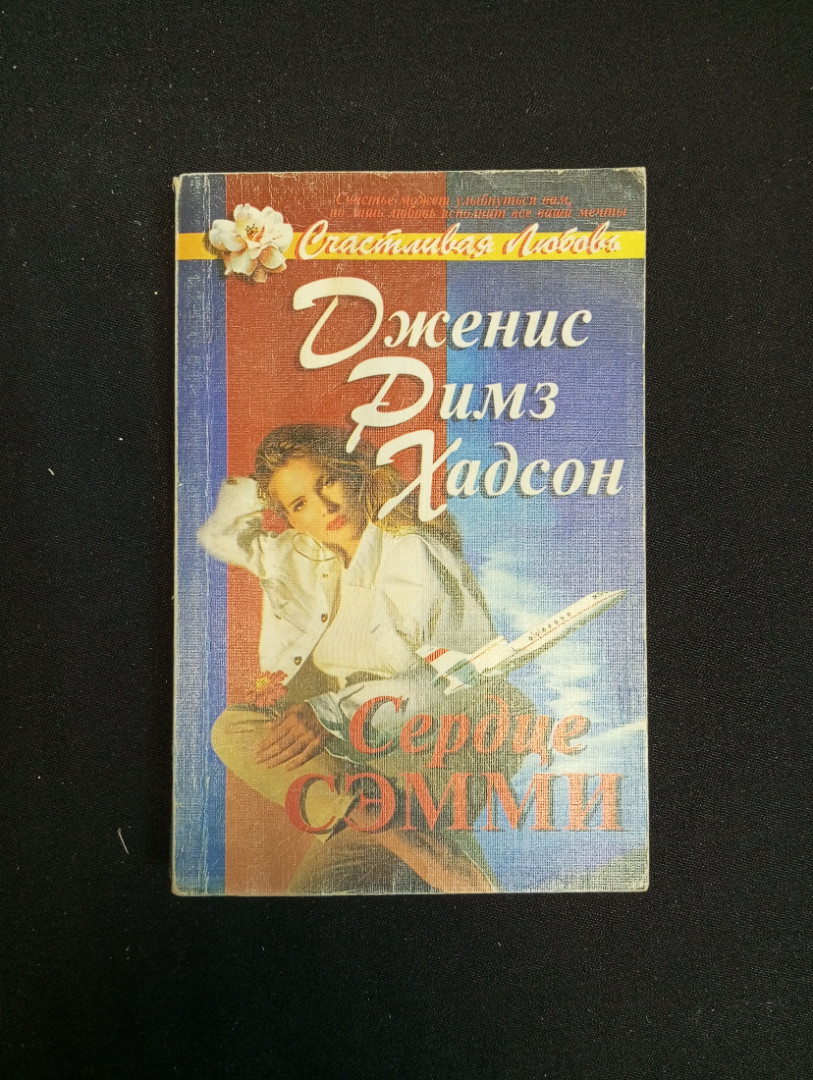 Счастье может улыбнуться вам,
но лишь любовь исполнит все ваши мечты
Счастливая Любовь
Дженис
Римз
Хадсон
Сердце
СЭММИ